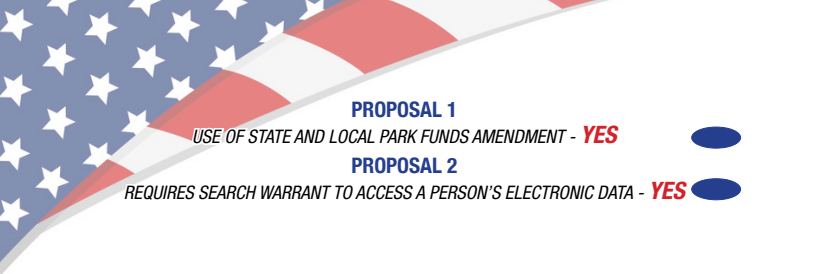 PROPOSAL 1
USE OF STATE AND LOCAL PARK FUNDS AMENDMENT - YES
PROPOSAL 2
REQUIRES SEARCH WARRANT TO ACCESS A PERSON'S ELECTRONIC DATA - YES